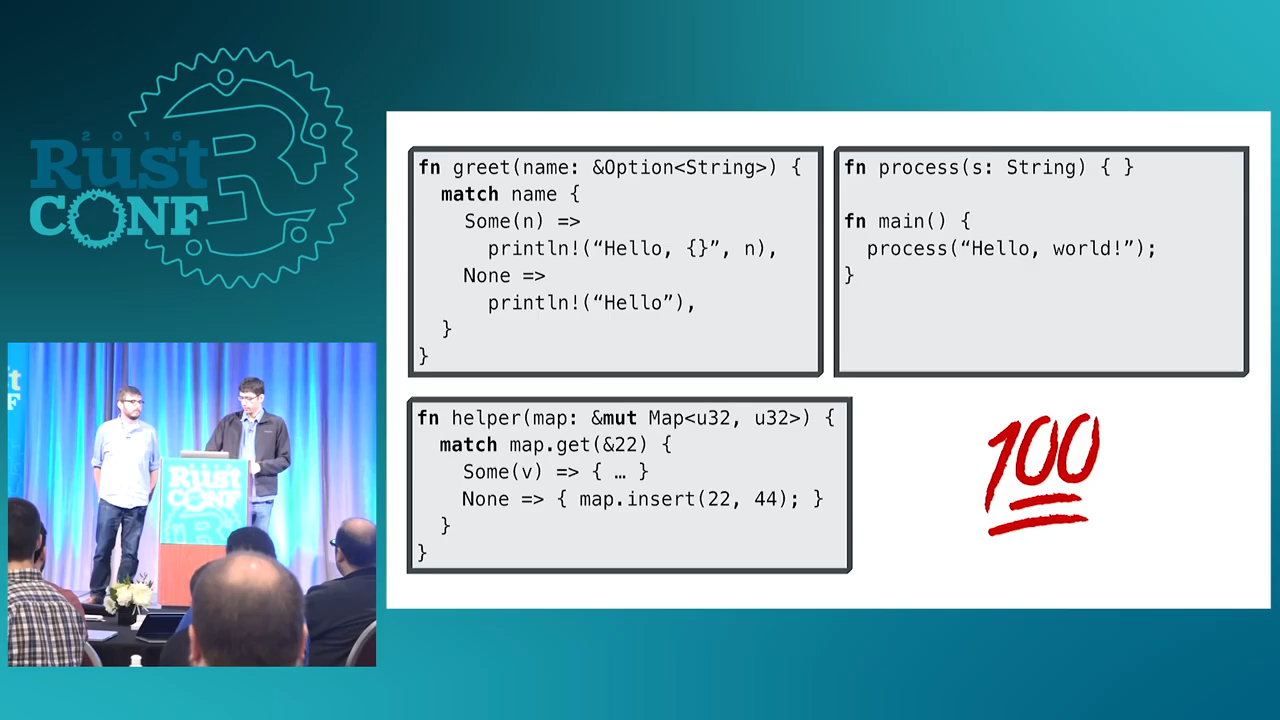 2016
Rust
CONF
fn greet(name: &Option<String>) {
  match name {
    Some(n) =>
      println!(“Hello, {}”, n),
    None =>
      println!(“Hello”),
  }
}
fn process(s: String) { }
fn main() {
  process(“Hello, world!”);
}
fn helper(map: &mut Map<u32, u32>) {
  match map.get(&22) {
    Some(v) => { … }
    None => { map.insert(22, 44); }
  }
}
100
Rust
CONF